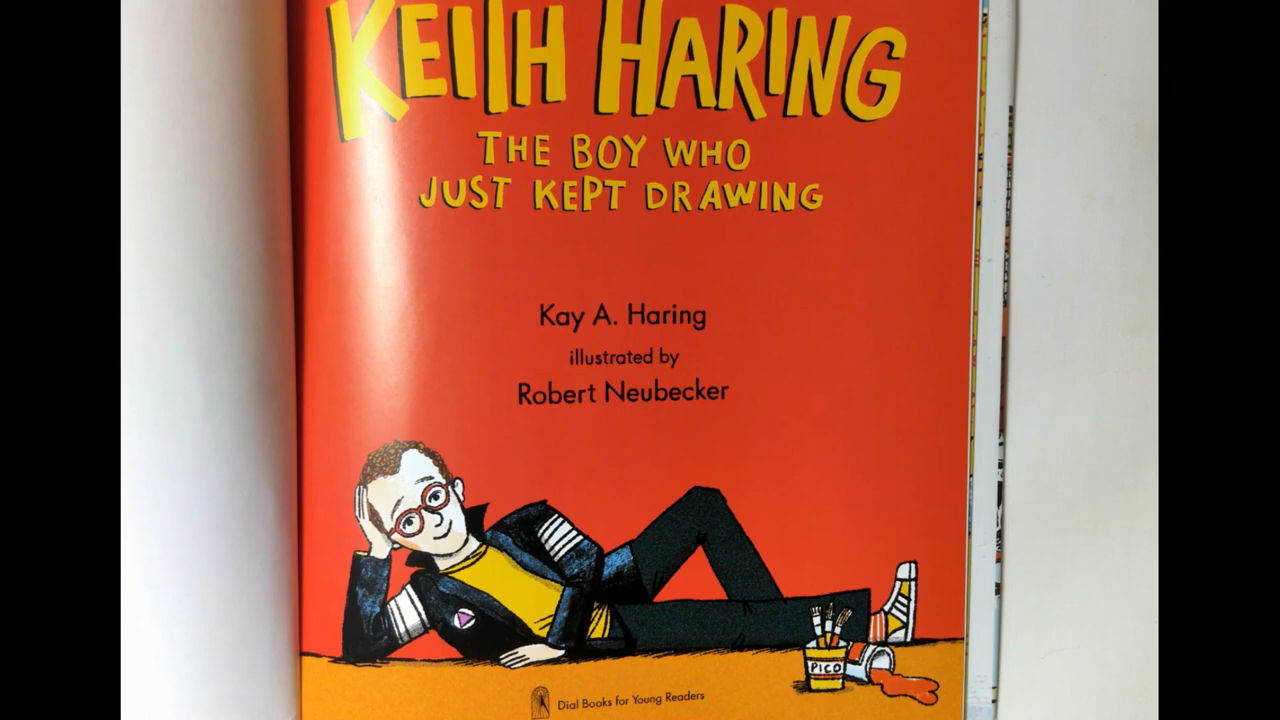 KEITH HARING
THE BOY WHO
JUST KEPT DRAWING
Kay A. Haring
illustrated by
Robert Neubecker
PICO
Dial Books for Young Readers